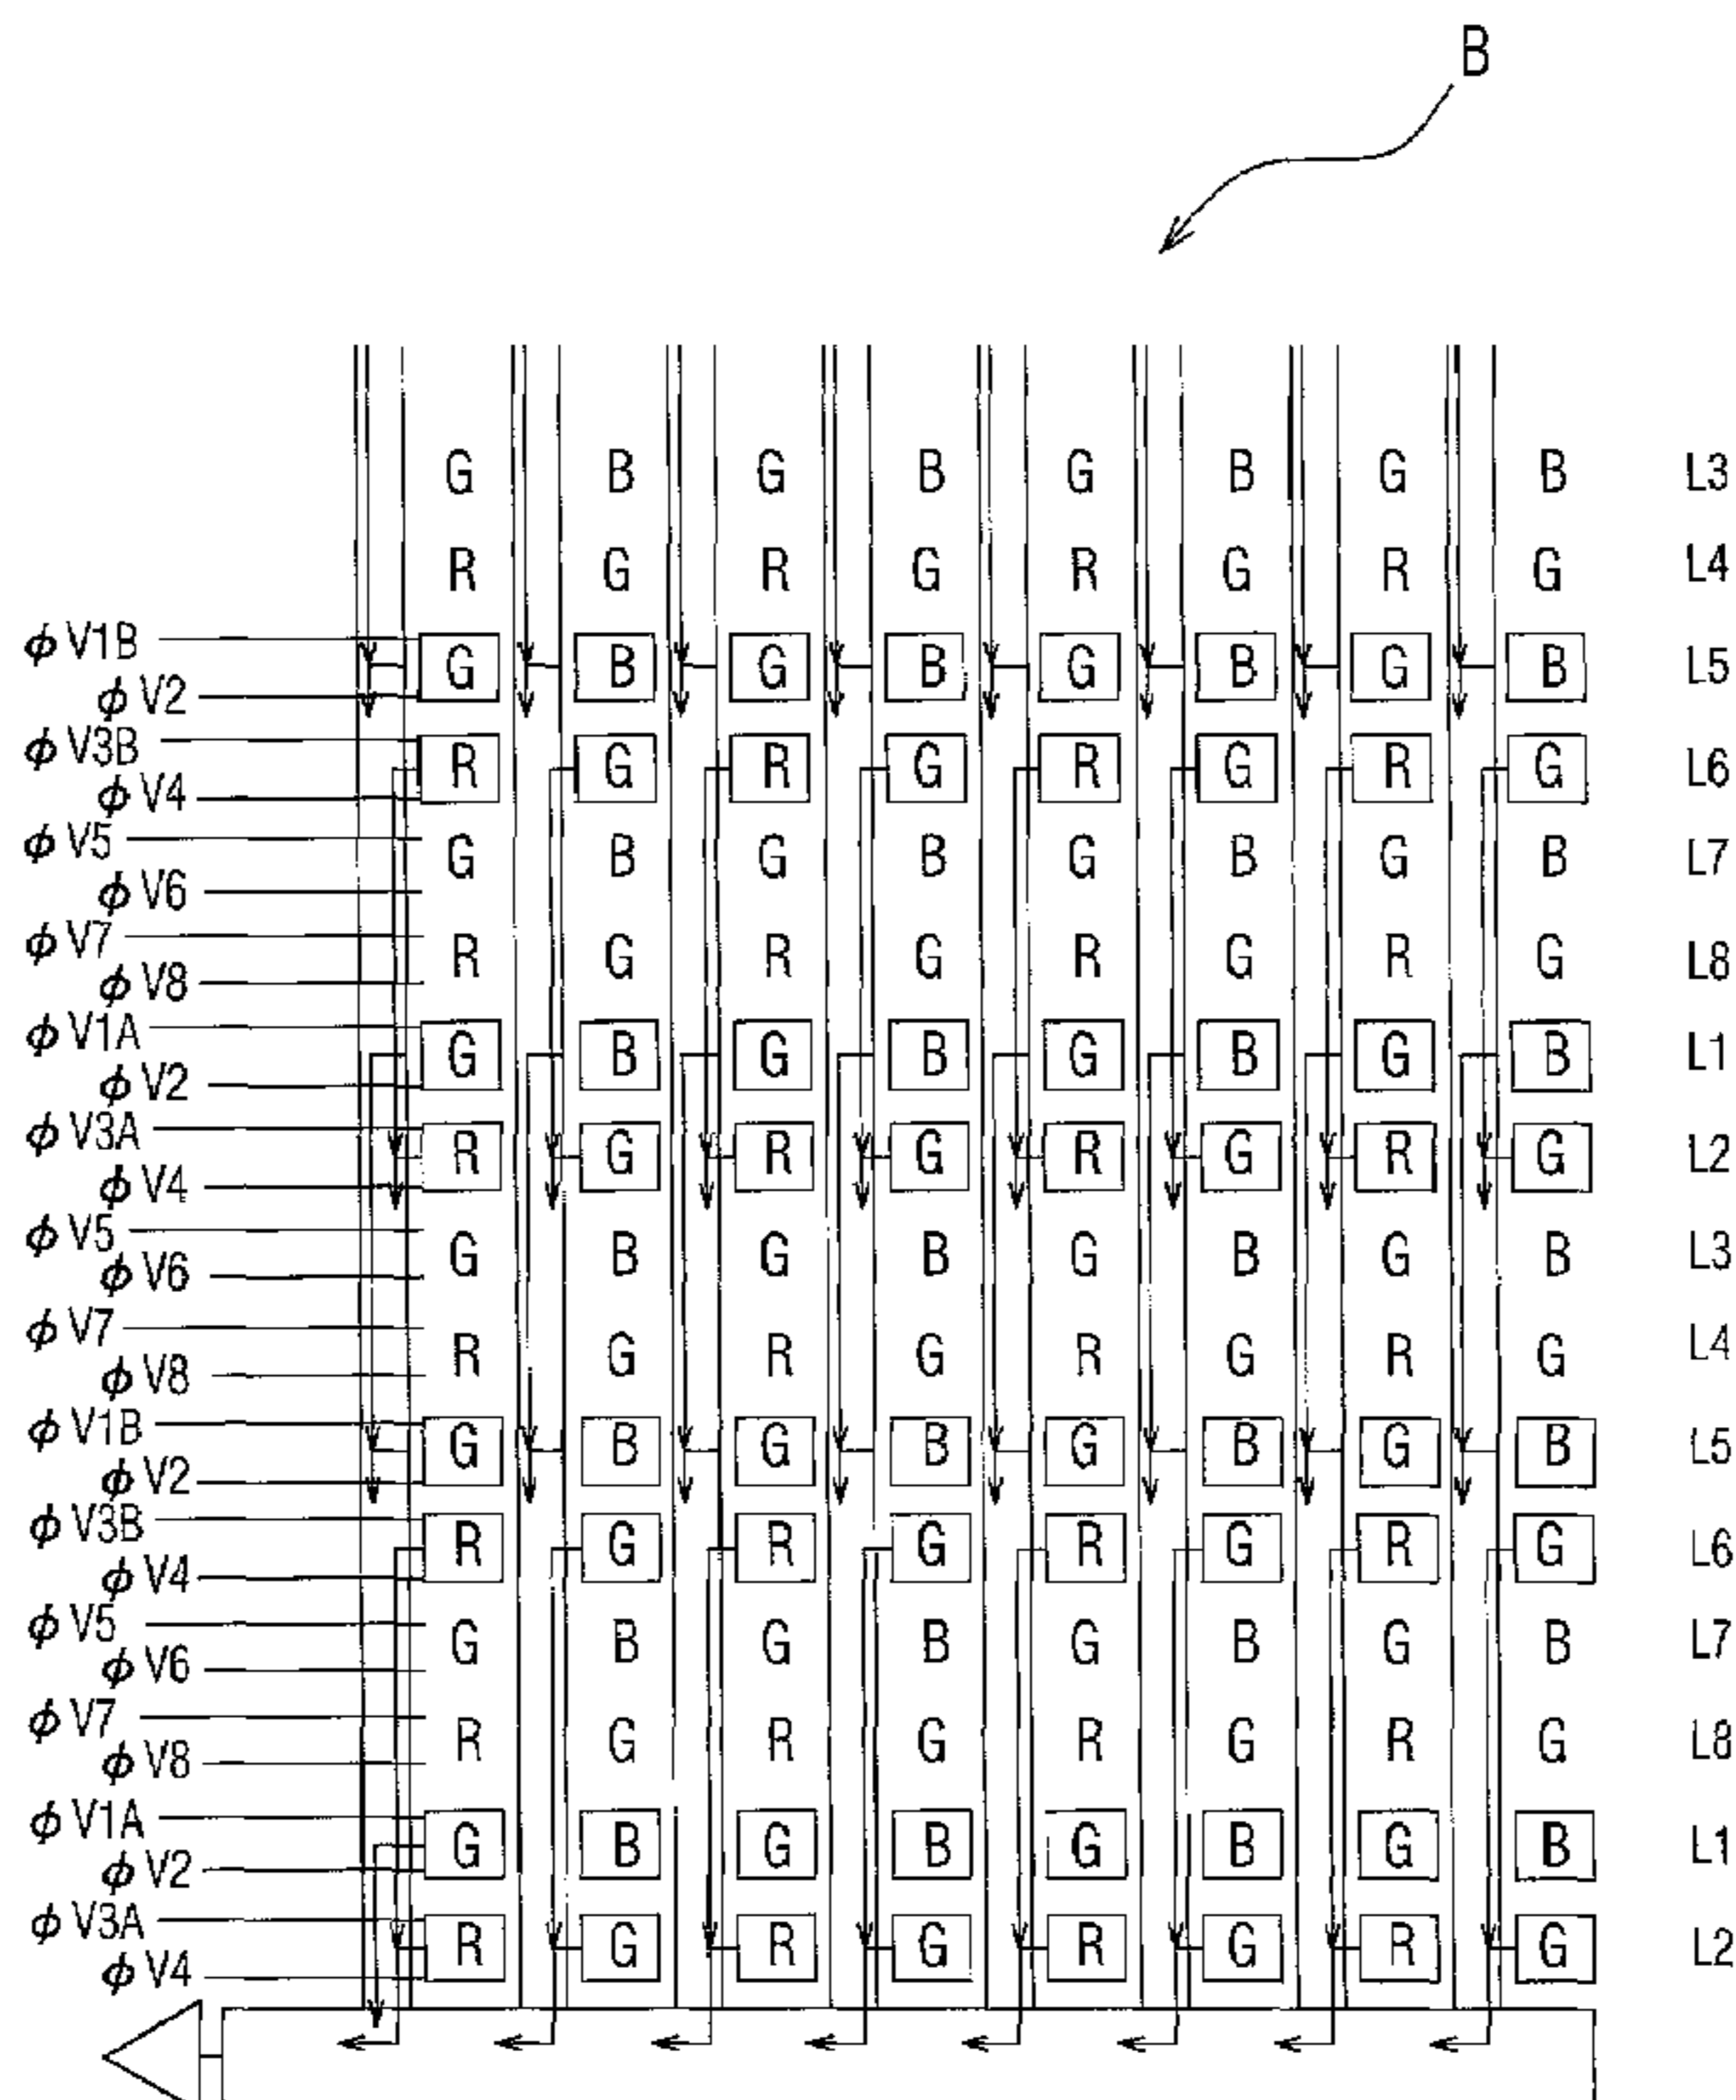 B
G B G B G B G B L3
R G R G R G R G L4
ϕV1B
G B G B G B G B L5
ϕV2
ϕV3B
R G R G R G R G L6
ϕV4
ϕV5
G B G B G B G B L7
ϕV6
ϕV7
R G R G R G R G L8
ϕV8
ϕV1A
G B G B G B G B L1
ϕV2
ϕV3A
R G R G R G R G L2
ϕV4
ϕV5
G B G B G B G B L3
ϕV6
ϕV7
R G R G R G R G L4
ϕV8
ϕV1B
G B G B G B G B L5
ϕV2
ϕV3B
R G R G R G R G L6
ϕV4
ϕV5
G B G B G B G B L7
ϕV6
ϕV7
R G R G R G R G L8
ϕV8
ϕV1A
G B G B G B G B L1
ϕV2
ϕV3A
R G R G R G R G L2
ϕV4